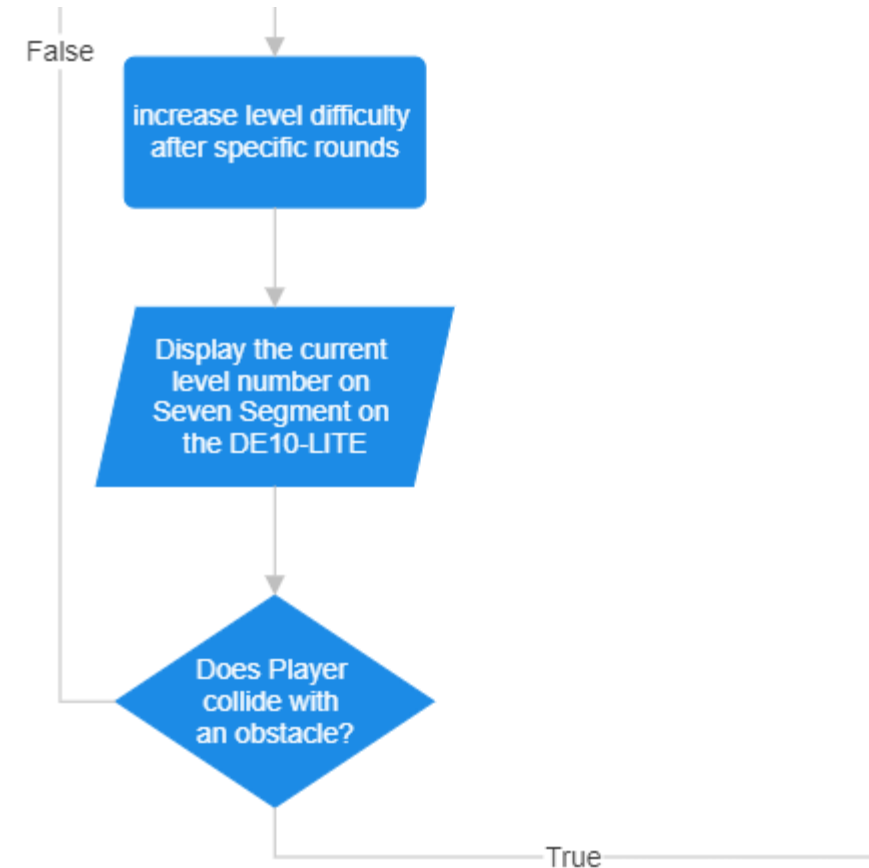 False
increase level difficulty
after specific rounds
Display the current
level number on
Seven Segment on
the DE10-LITE
Does Player
collide with
an obstacle?
True